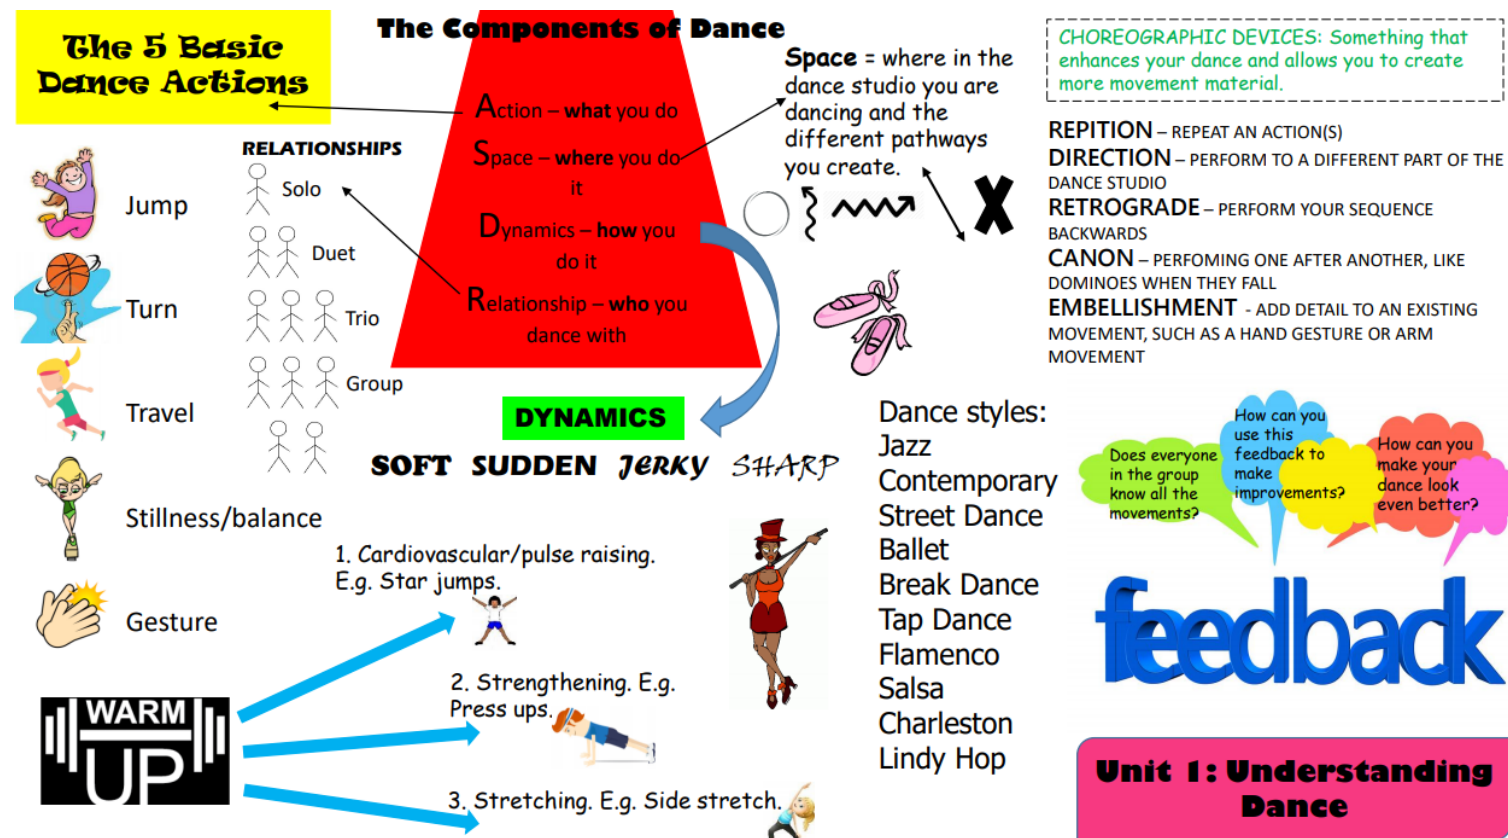 The 5 Basic
Dance Actions
Jump
Turn
Travel
Stillness/balance
Gesture
RELATIONSHIPS
Solo
Duet
Trio
Group
The Components of Dance
Action – what you do
Space – where you do
it
Dynamics – how you
do it
Relationship – who you
dance with
Space = where in the
dance studio you are
dancing and the
different pathways
you create.
DYNAMICS
SOFT SUDDEN JERKY SHARP
WARM
UP
1. Cardiovascular/pulse raising.
E.g. Star jumps.
2. Strengthening. E.g.
Press ups.
3. Stretching. E.g. Side stretch.
Dance styles:
Jazz
Contemporary
Street Dance
Ballet
Break Dance
Tap Dance
Flamenco
Salsa
Charleston
Lindy Hop
CHOREOGRAPHIC DEVICES: Something that
enhances your dance and allows you to create
more movement material.
REPITION – REPEAT AN ACTION(S)
DIRECTION – PERFORM TO A DIFFERENT PART OF THE
DANCE STUDIO
RETROGRADE – PERFORM YOUR SEQUENCE
BACKWARDS
CANON – PERFOMING ONE AFTER ANOTHER, LIKE
DOMINOES WHEN THEY FALL
EMBELLISHMENT - ADD DETAIL TO AN EXISTING
MOVEMENT, SUCH AS A HAND GESTURE OR ARM
MOVEMENT
Does everyone
in the group
know all the
movements?
How can you
use this
feedback to
make
improvements?
How can you
make your
dance look
even better?
feedback
Unit 1: Understanding
Dance